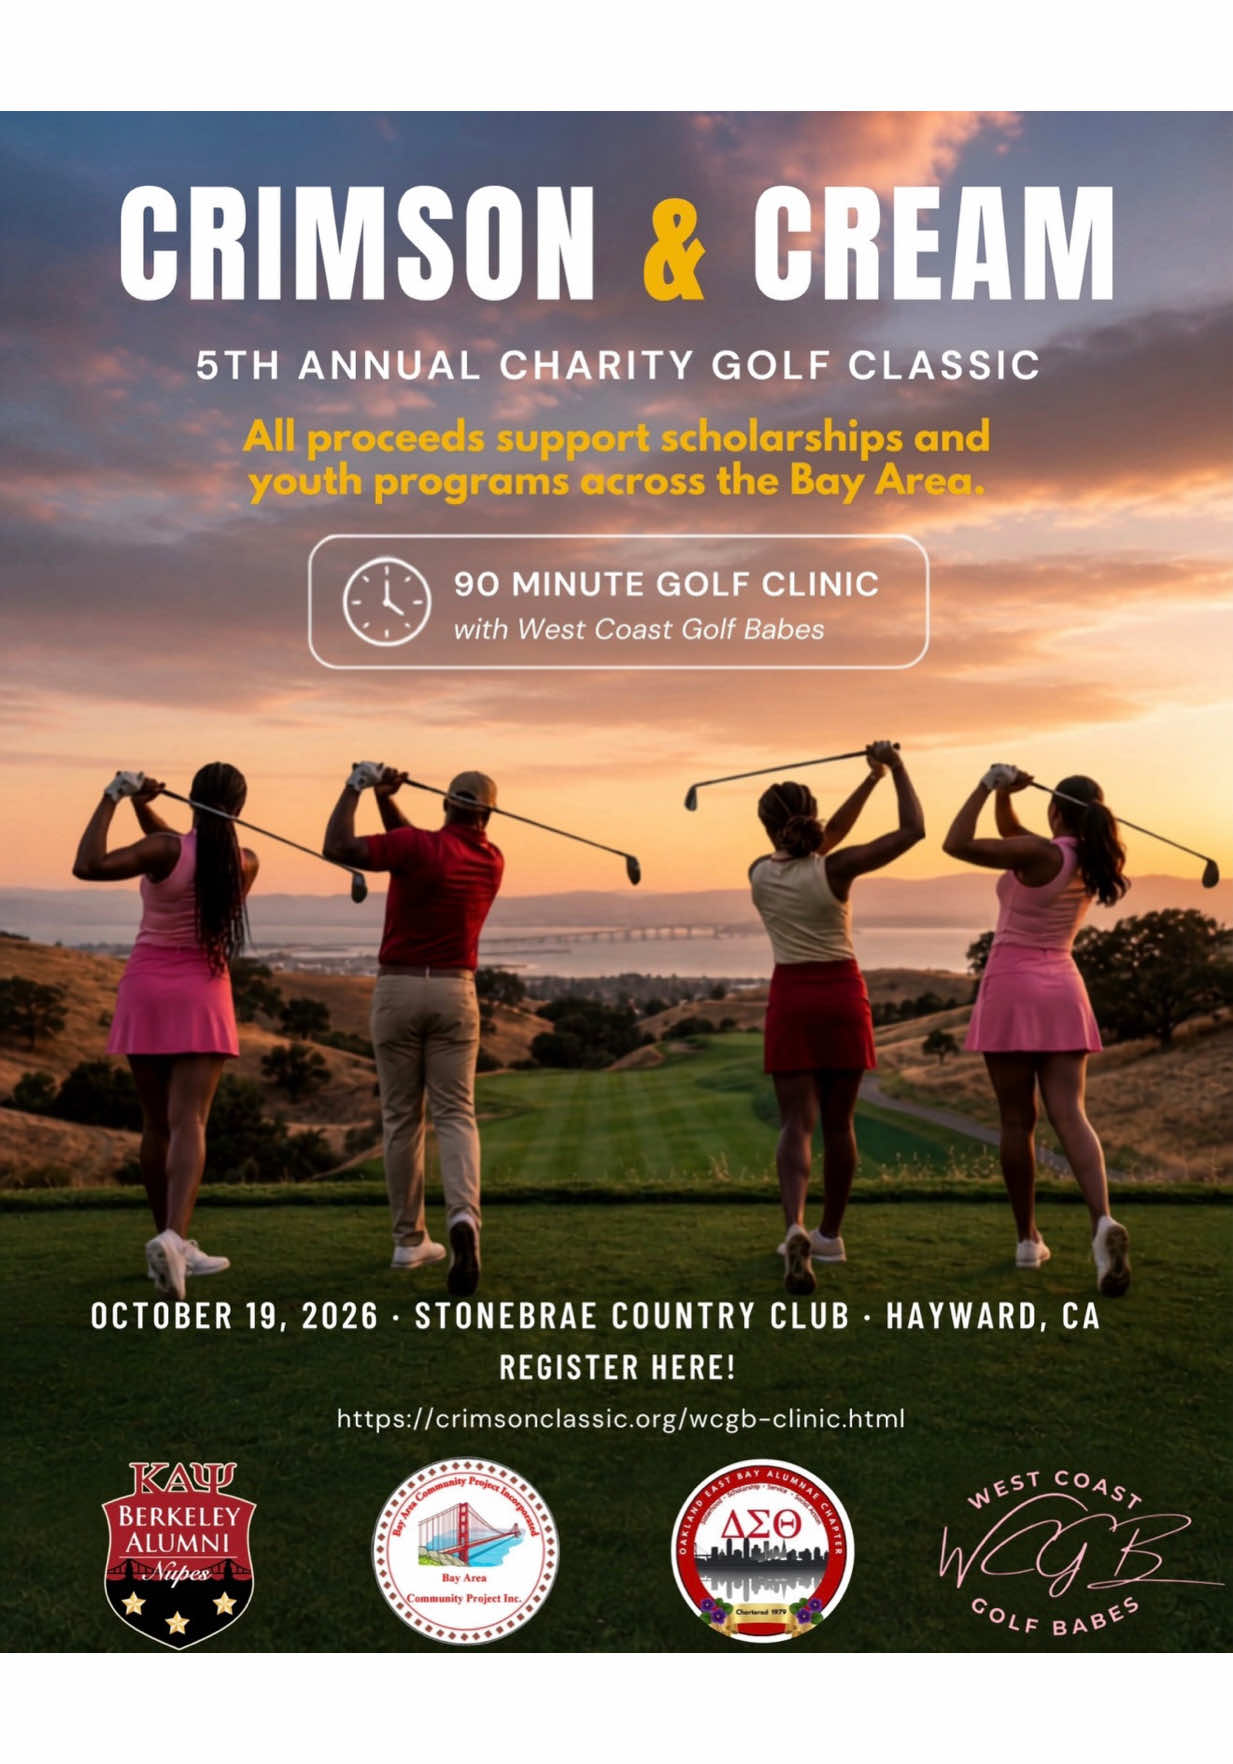 CRIMSON & CREAM
5TH ANNUAL CHARITY GOLF CLASSIC
All proceeds support scholarships and
youth programs across the Bay Area.
90 MINUTE GOLF CLINIC
with West Coast Golf Babes
OCTOBER 19, 2026 · STONEBRAE COUNTRY CLUB · HAYWARD, CA
REGISTER HERE!
https://crimsonclassic.org/wcgb-clinic.html
ΚΑΨ
BERKELEY
ALUMNI
Nupes
Bay Area Community Project Incorporated
Bay Area
Community Project Inc.
OAKLAND EAST BAY ALUMNAE CHAPTER
ΔΣΘ
Chartered 1979
WEST COAST
WCGB
GOLF BABES